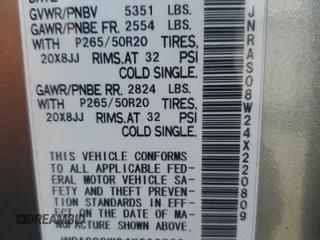 GVWR/PNBV 5351 LBS.
GAWR/PNBE FR. 2554 LBS.
WITH P265/50R20 TIRES,
20X8JJ RIMS, AT 32 PSI
COLD SINGLE.
GAWR/PNBE RR. 2824 LBS.
WITH P265/50R20 TIRES,
20X8JJ RIMS, AT 32 PSI
COLD SINGLE.
THIS VEHICLE CONFORMS
TO ALL APPLICABLE FED-
ERAL MOTOR VEHICLE SA-
FETY AND THEFT PREVEN-
TION STANDARDS IN EFF-
ECT ON THE DATE OF MA-
NUFACTURE SHOWN ABOVE.
JNRAS08W24X220809
DREAMBID